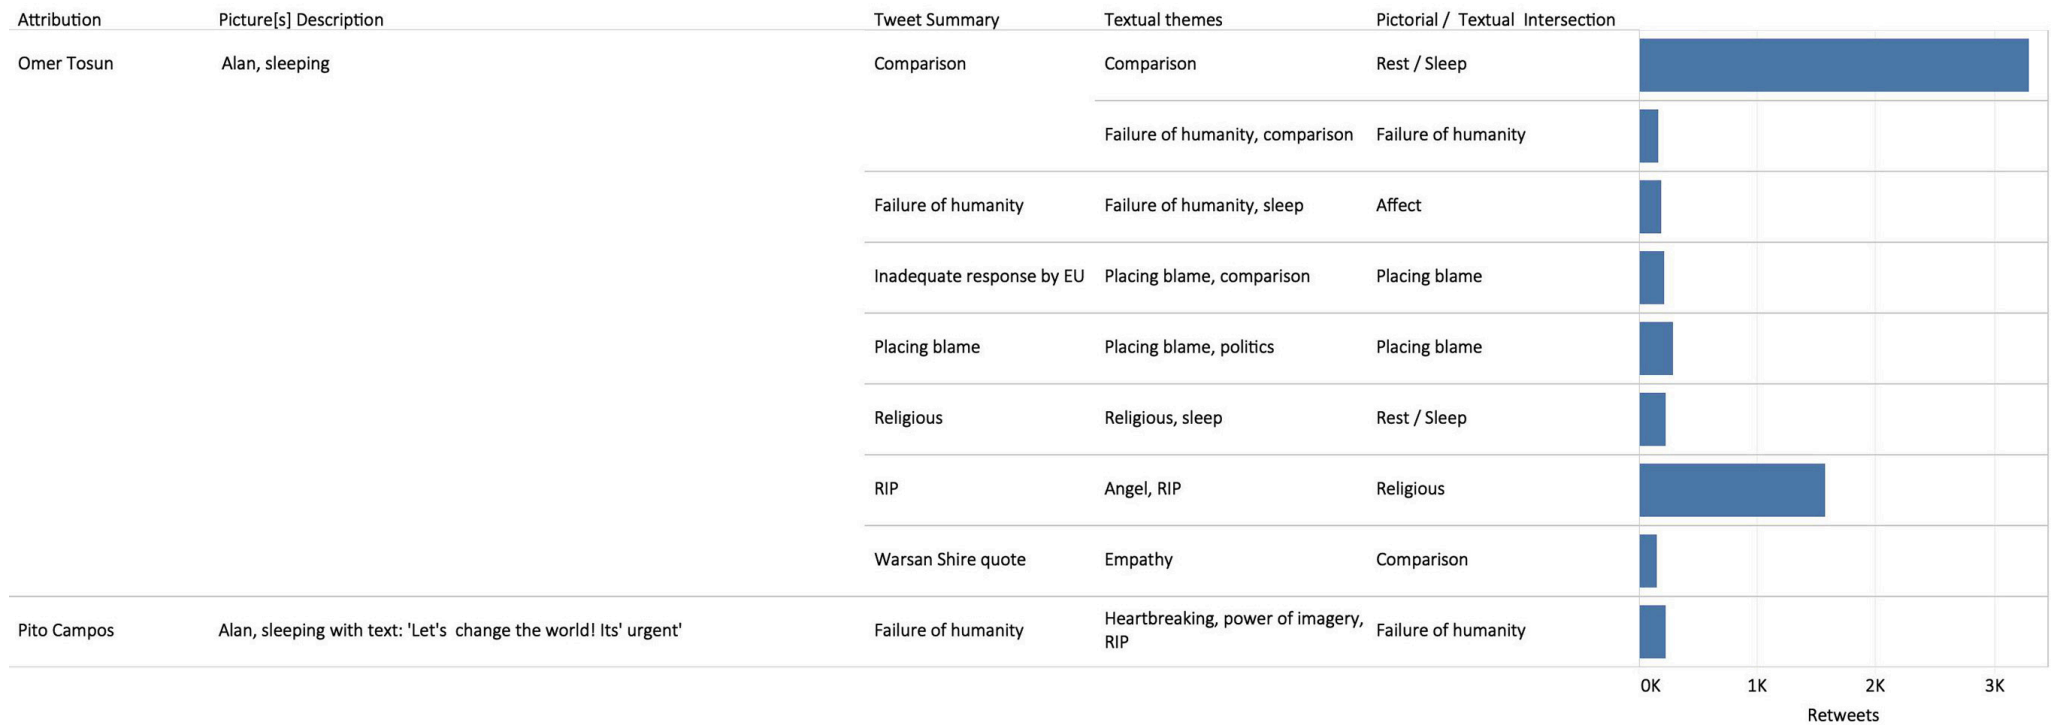 Attribution Picture[s] Description Tweet Summary Textual themes Pictorial / Textual Intersection
Omer Tosun Alan, sleeping Comparison Comparison Rest / Sleep
Failure of humanity, comparison Failure of humanity
Failure of humanity Failure of humanity, sleep Affect
Inadequate response by EU Placing blame, comparison Placing blame
Placing blame Placing blame, politics Placing blame
Religious Religious, sleep Rest / Sleep
RIP Angel, RIP Religious
Warsan Shire quote Empathy Comparison
Pito Campos Alan, sleeping with text: 'Let's change the world! Its' urgent' Failure of humanity Heartbreaking, power of imagery, Failure of humanity
RIP
0K 1K 2K 3K
Retweets